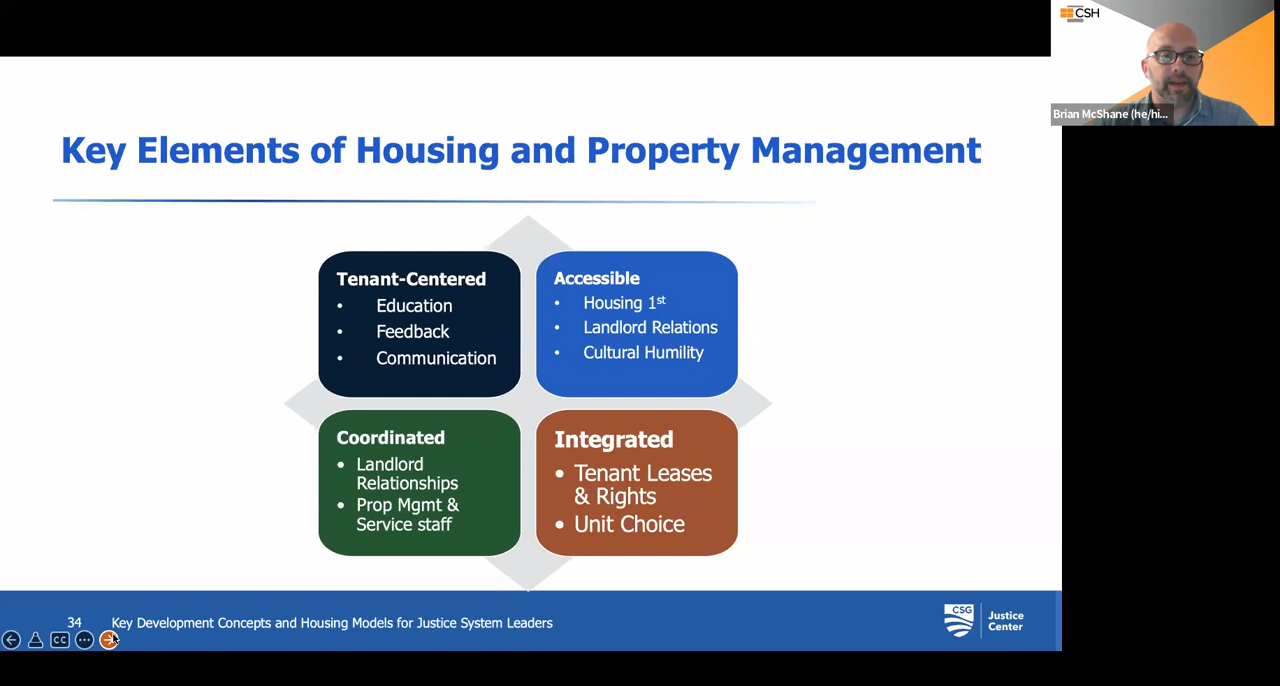 CSH
Brian McShane (he/hi...
Key Elements of Housing and Property Management
Tenant-Centered
• Education
• Feedback
• Communication
Accessible
• Housing 1st
• Landlord Relations
• Cultural Humility
Coordinated
• Landlord
Relationships
• Prop Mgmt &
Service staff
Integrated
• Tenant Leases
& Rights
• Unit Choice
34
Key Development Concepts and Housing Models for Justice System Leaders
CSG
Justice
Center
CC